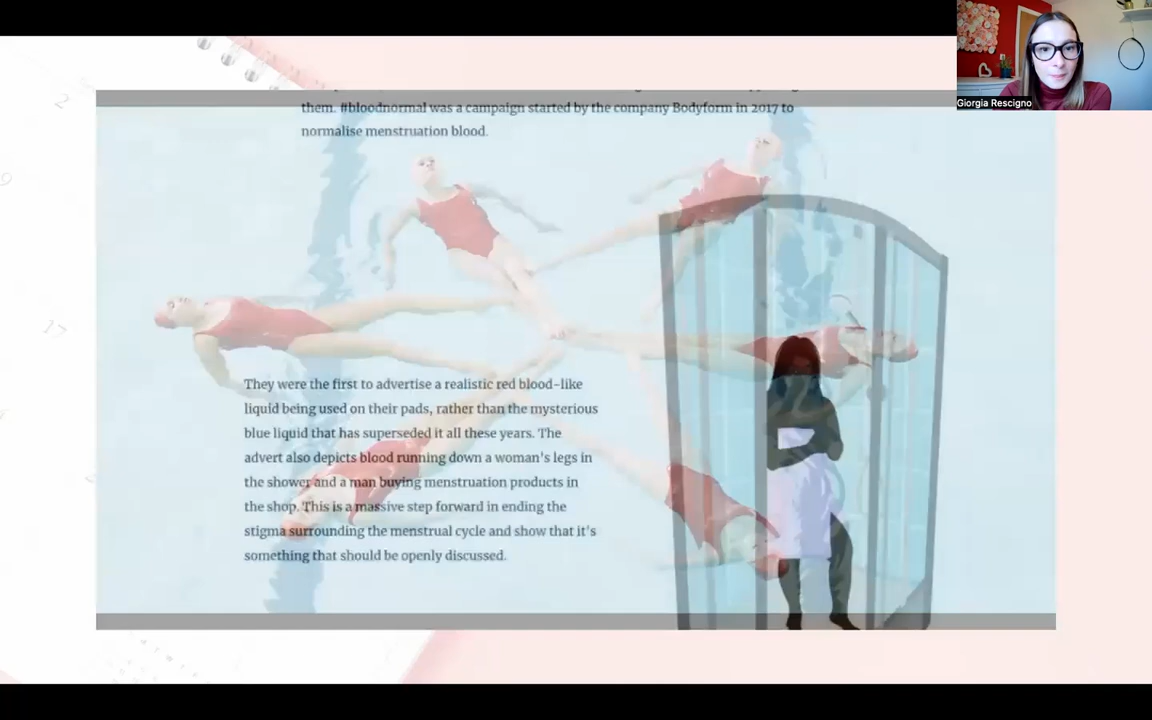 them. #bloodnormal was a campaign started by the company Bodyform in 2017 to
normalise menstruation blood.
Giorgia Rescigno
They were the first to advertise a realistic red blood-like
liquid being used on their pads, rather than the mysterious
blue liquid that has superseded it all these years. The
advert also depicts blood running down a woman's legs in
the shower and a man buying menstruation products in
the shop. This is a massive step forward in ending the
stigma surrounding the menstrual cycle and show that it's
something that should be openly discussed.
2
9
17